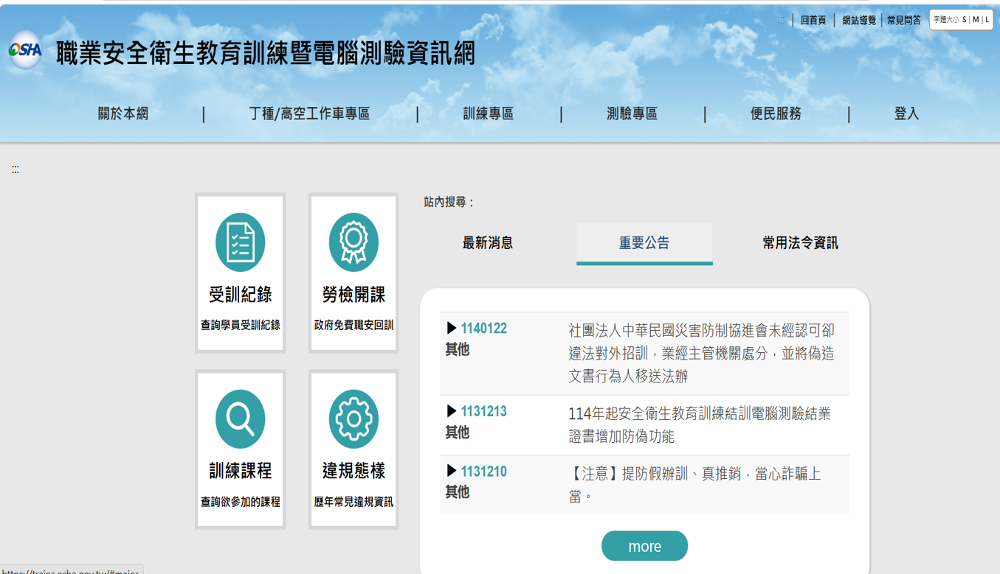 ::: | 回首頁 | 網站導覽 | 常見問答 字體大小 S | M | L
OSHA 職業安全衛生教育訓練暨電腦測驗資訊網
關於本網 | 丁種/高空工作車專區 | 訓練專區 | 測驗專區 | 便民服務 | 登入
:::
受訓紀錄
查詢學員受訓紀錄
勞檢開課
政府免費職安回訓
訓練課程
查詢欲參加的課程
違規態樣
歷年常見違規資訊
站內搜尋：
最新消息 重要公告 常用法令資訊
▶ 1140122
其他
社團法人中華民國災害防制協進會未經認可卻
違法對外招訓，業經主管機關處分，並將偽造
文書行為人移送法辦
▶ 1131213
其他
114年起安全衛生教育訓練結訓電腦測驗結業
證書增加防偽功能
▶ 1131210
其他
【注意】提防假辦訓、真推銷，當心詐騙上
當。
more
https://trains.osha.gov.tw/#major